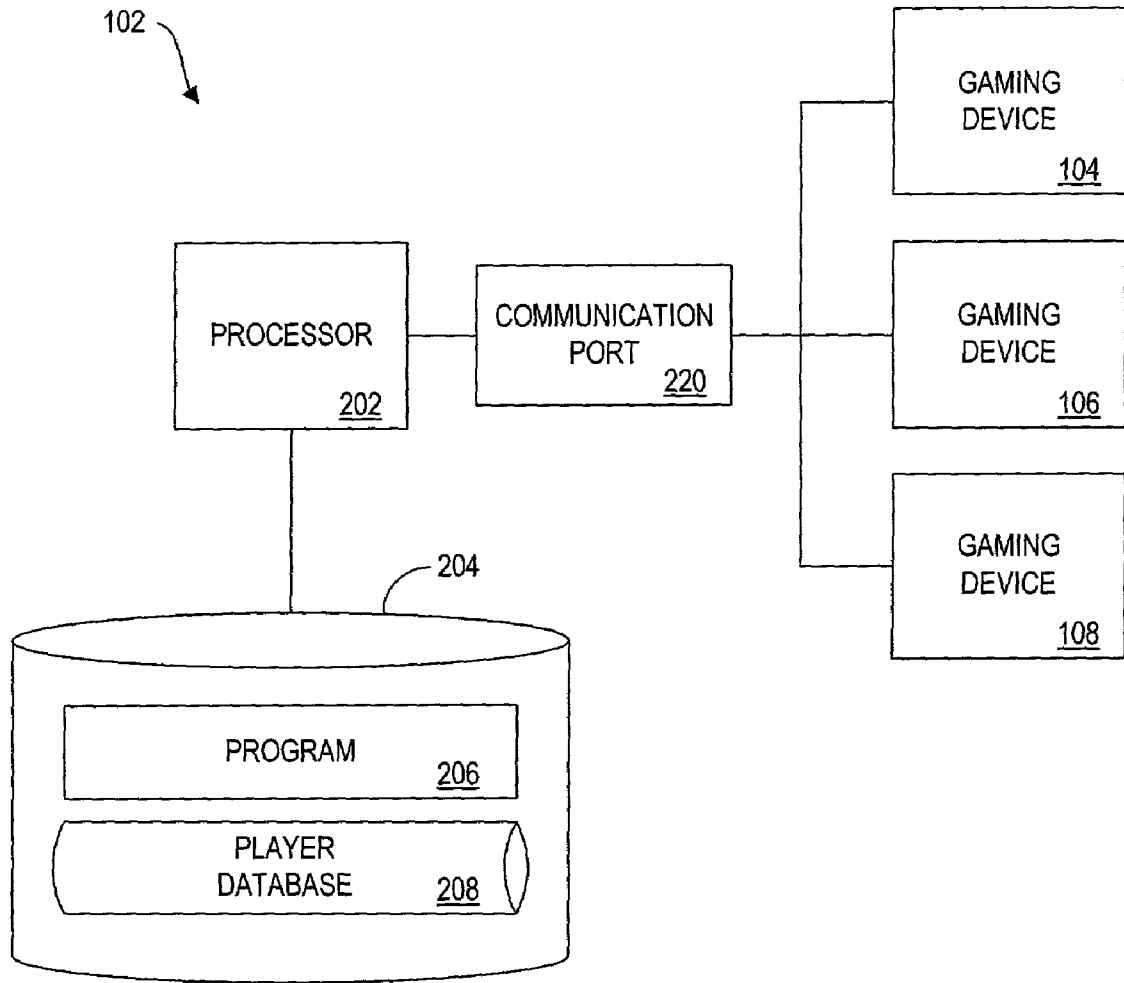 102
GAMING
DEVICE
104
PROCESSOR
202
COMMUNICATION
PORT
220
GAMING
DEVICE
106
GAMING
DEVICE
108
204
PROGRAM
206
PLAYER
DATABASE
208